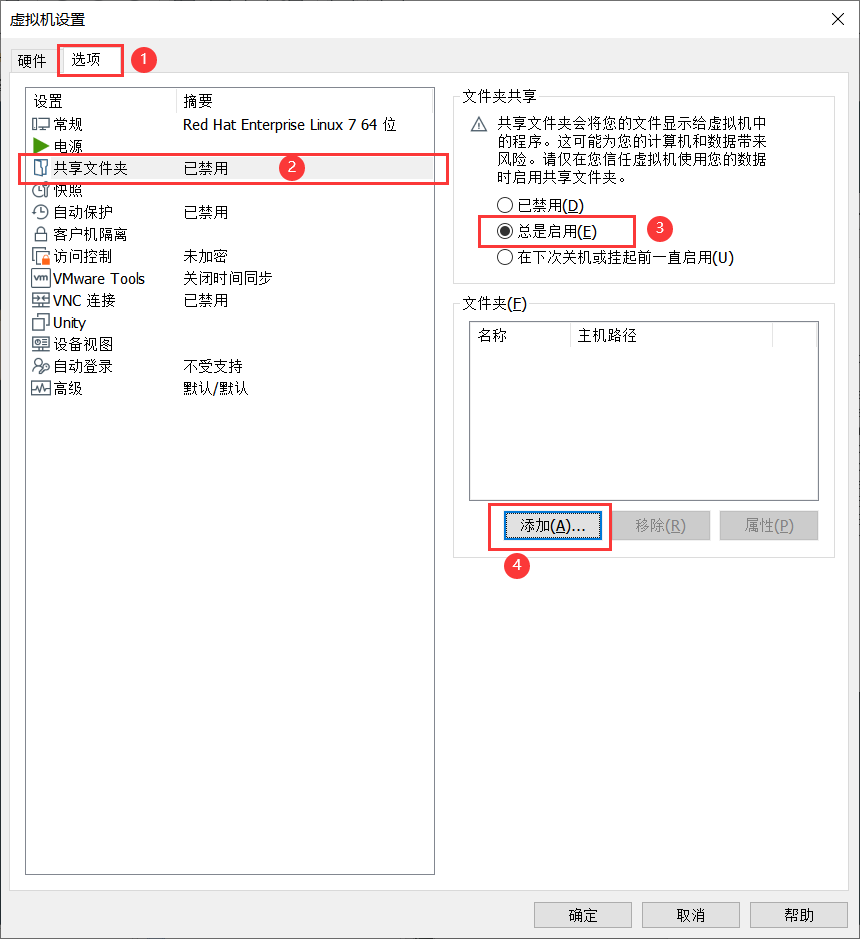 虚拟机设置
硬件 选项 1
设置 摘要
常规 Red Hat Enterprise Linux 7 64 位
电源
共享文件夹 已禁用 2
快照
自动保护 已禁用
客户机隔离
访问控制 未加密
vm VMware Tools 关闭时间同步
VNC 连接 已禁用
Unity
设备视图
自动登录 不受支持
高级 默认/默认
文件夹共享
共享文件夹会将您的文件显示给虚拟机中
的程序。这可能为您的计算机和数据带来
风险。请仅在您信任虚拟机使用您的数据
时启用共享文件夹。
已禁用(D)
总是启用(E) 3
在下次关机或挂起前一直启用(U)
文件夹(F)
名称 主机路径
添加(A)... 移除(R) 属性(P)
4
确定 取消 帮助